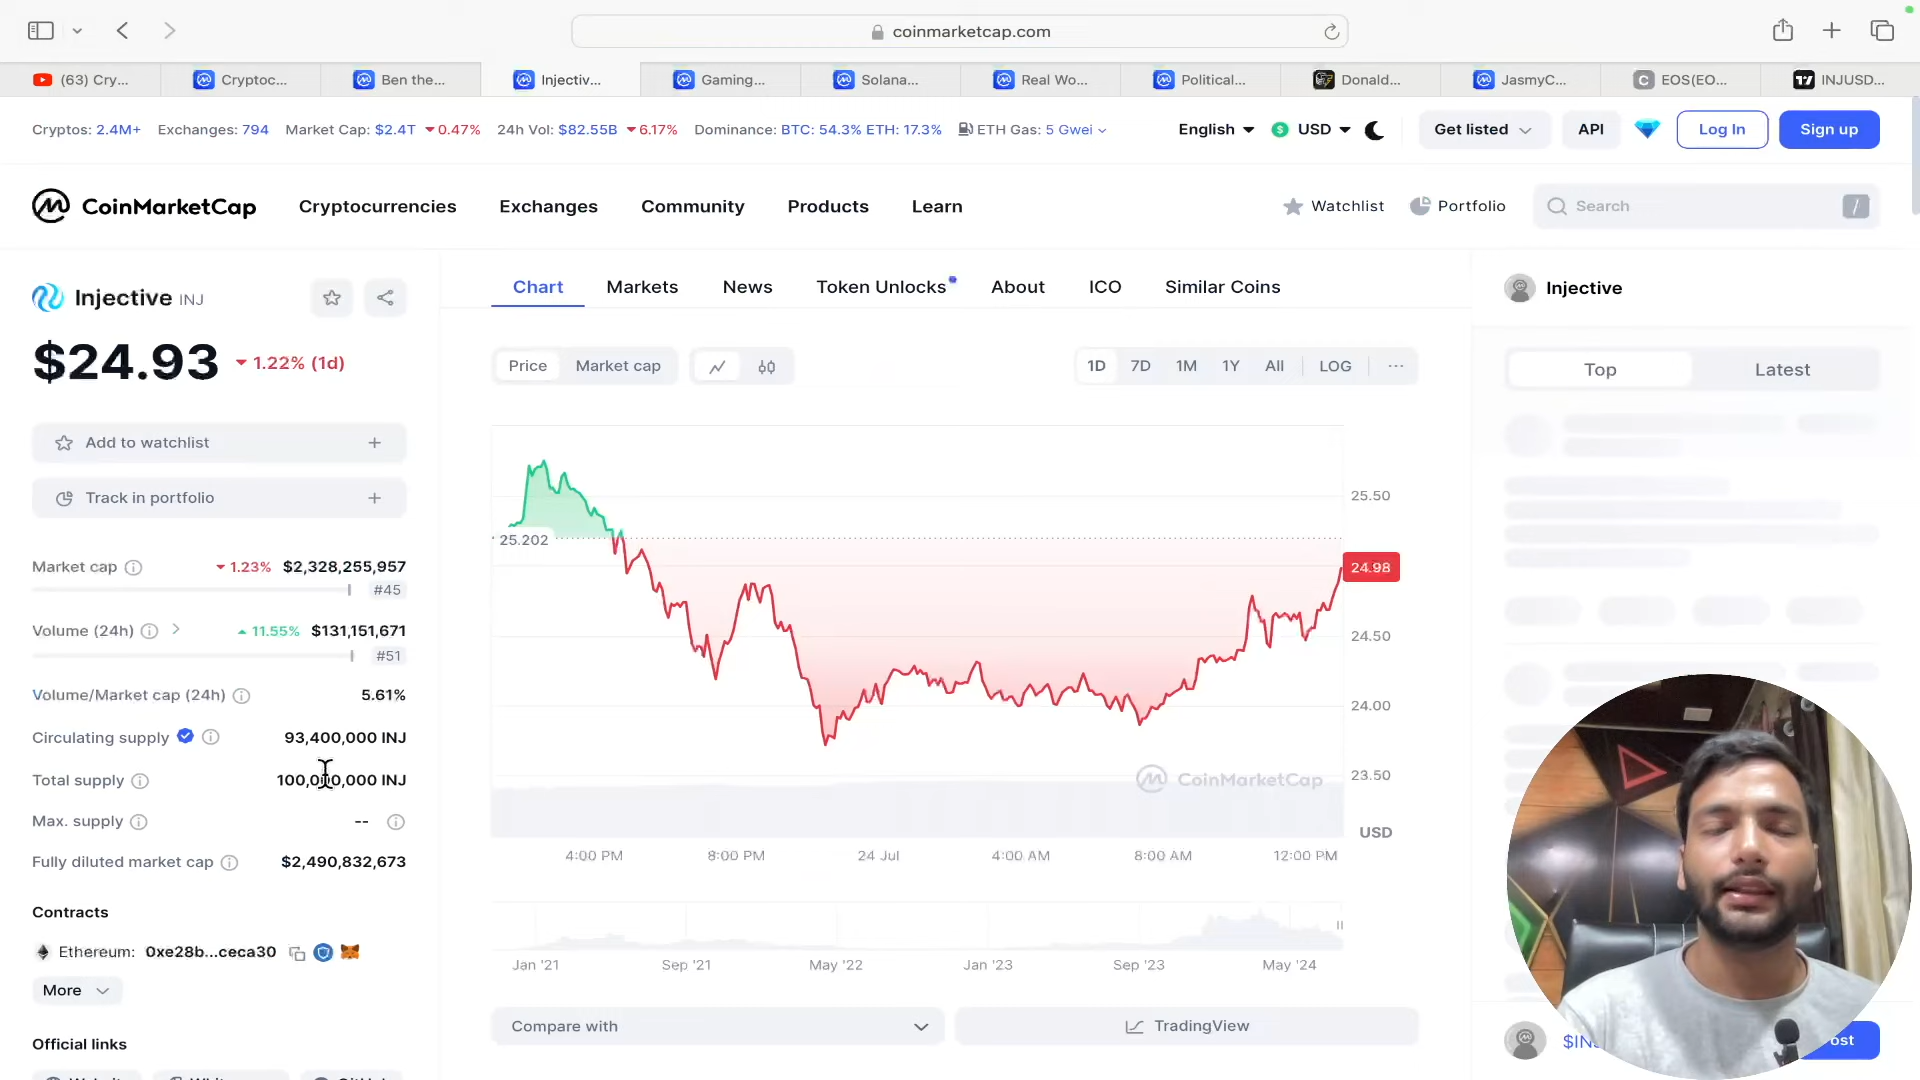 coinmarketcap.com
(63) Cry...
Cryptoc...
Ben the...
Injectiv...
Gaming...
Solana...
Real Wo...
Political...
Donald...
JasmyC...
EOS(EO...
INJUSD...
Cryptos: 2.4M+ Exchanges: 794 Market Cap: $2.4T 0.47% 24h Vol: $82.55B 6.17% Dominance: BTC: 54.3% ETH: 17.3% ETH Gas: 5 Gwei
English USD Get listed API Log In Sign up
CoinMarketCap Cryptocurrencies Exchanges Community Products Learn
Watchlist Portfolio Search /
Injective INJ
$24.93 1.22% (1d)
Add to watchlist +
Track in portfolio +
Market cap 1.23% $2,328,255,957
#45
Volume (24h) 11.55% $131,151,671
#51
Volume/Market cap (24h) 5.61%
Circulating supply 93,400,000 INJ
Total supply 100,000,000 INJ
Max. supply --
Fully diluted market cap $2,490,832,673
Contracts
Ethereum: 0xe28b...ceca30
More
Official links
Chart Markets News Token Unlocks About ICO Similar Coins
Price Market cap
1D 7D 1M 1Y All LOG ...
25.50
25.202
24.98
24.50
24.00
23.50
CoinMarketCap
USD
4:00 PM 8:00 PM 24 Jul 4:00 AM 8:00 AM 12:00 PM
Jan '21 Sep '21 May '22 Jan '23 Sep '23 May '24
Compare with
TradingView
Injective
Top Latest